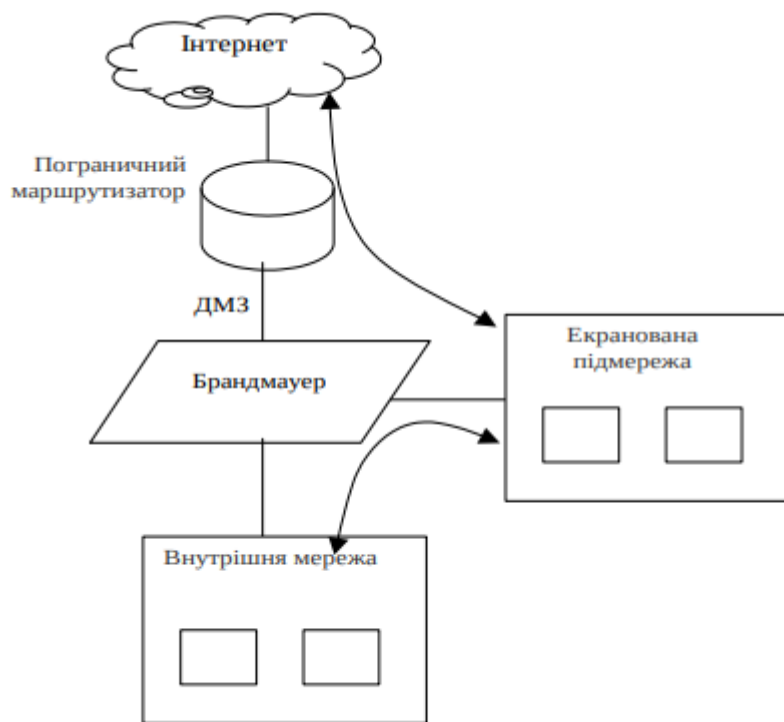 Інтернет
Пограничний
маршрутизатор
ДМЗ
Брандмауер
Екранована
підмережа
Внутрішня мережа